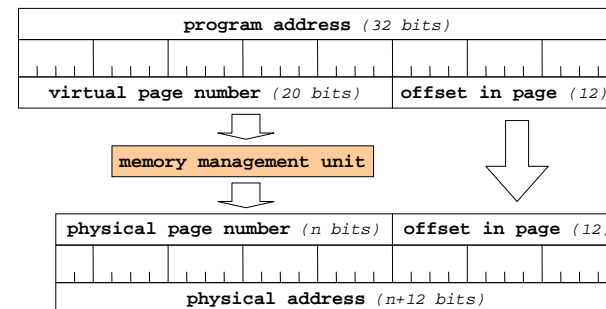 program address (32 bits)
virtual page number (20 bits) offset in page (12)
memory management unit
physical page number (n bits) offset in page (12)
physical address (n+12 bits)